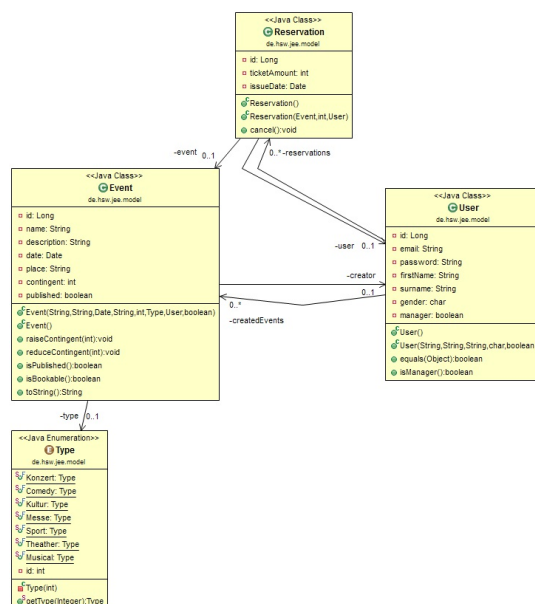 <<Java Class>>
Reservation
de.hsw.jee.model
id: Long
ticketAmount: int
issueDate: Date
Reservation()
Reservation(Event,int,User)
cancel():void
-event 0..1
0..* -reservations
<<Java Class>>
Event
de.hsw.jee.model
id: Long
name: String
description: String
date: Date
place: String
contingent: int
published: boolean
Event(String,String,Date,String,int,Type,User,boolean)
Event()
raiseContingent(int):void
reduceContingent(int):void
isPublished():boolean
isBookable():boolean
toString():String
<<Java Class>>
User
de.hsw.jee.model
id: Long
email: String
password: String
firstName: String
surname: String
gender: char
manager: boolean
User()
User(String,String,String,char,boolean
equals(Object):boolean
isManager():boolean
-user 0..1
-creator
0..1
0..*
-createdEvents
-type 0..1
<<Java Enumeration>>
Type
de.hsw.jee.model
Konzert: Type
Comedy: Type
Kultur: Type
Messe: Type
Sport: Type
Theather: Type
Musical: Type
id: int
Type(int)
getType(Integer):Type